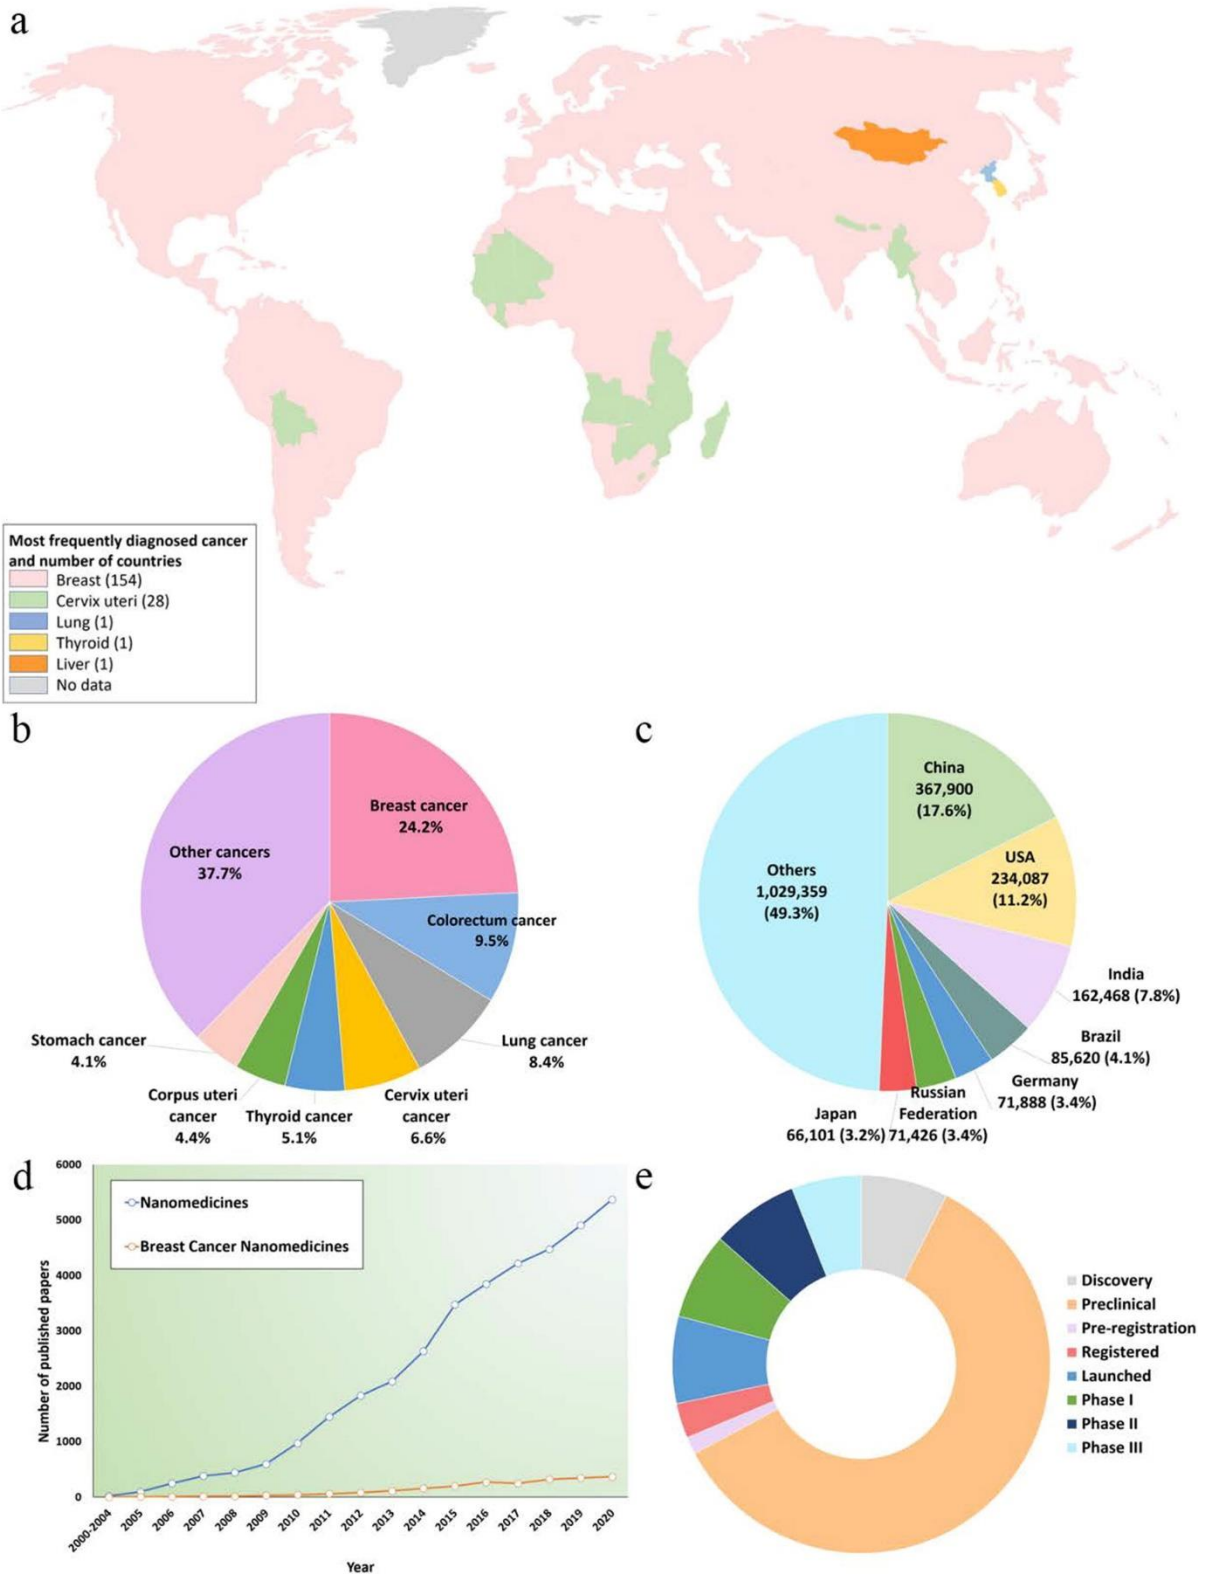 a
Most frequently diagnosed cancer
and number of countries
Breast (154)
Cervix uteri (28)
Lung (1)
Thyroid (1)
Liver (1)
No data
b
Breast cancer
24.2%
Colorectum cancer
9.5%
Lung cancer
8.4%
Cervix uteri
cancer
6.6%
Thyroid cancer
5.1%
Corpus uteri
cancer
4.4%
Stomach cancer
4.1%
Other cancers
37.7%
c
China
367,900
(17.6%)
USA
234,087
(11.2%)
India
162,468 (7.8%)
Brazil
85,620 (4.1%)
Germany
71,888 (3.4%)
Russian
Federation
71,426 (3.4%)
Japan
66,101 (3.2%)
Others
1,029,359
(49.3%)
d
Nanomedicines
Breast Cancer Nanomedicines
Number of published papers
6000
5000
4000
3000
2000
1000
0
2000-2004
2005
2006
2007
2008
2009
2010
2011
2012
2013
2014
2015
2016
2017
2018
2019
2020
Year
e
Discovery
Preclinical
Pre-registration
Registered
Launched
Phase I
Phase II
Phase III